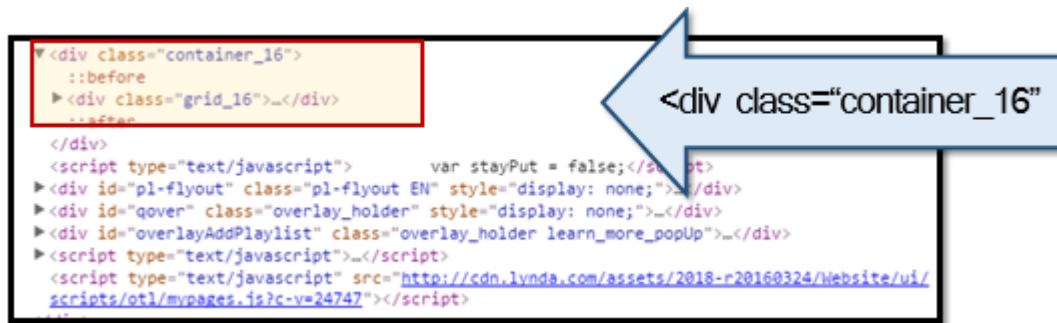 ▼<div class="container_16">
::before
▶<div class="grid_16">…</div>
::after
</div>
<script type="text/javascript"> var stayPut = false;</script>
▶<div id="pl-flyout" class="pl-flyout EN" style="display: none;">…</div>
▶<div id="qover" class="overlay_holder" style="display: none;">…</div>
▶<div id="overlayAddPlaylist" class="overlay_holder learn_more_popUp">…</div>
▶<script type="text/javascript">…</script>
<script type="text/javascript" src="http://cdn.lynda.com/assets/2018-r20160324/Website/ui/
scripts/otl/mypages.js?c-v=24747"></script>
<div class=“container_16”